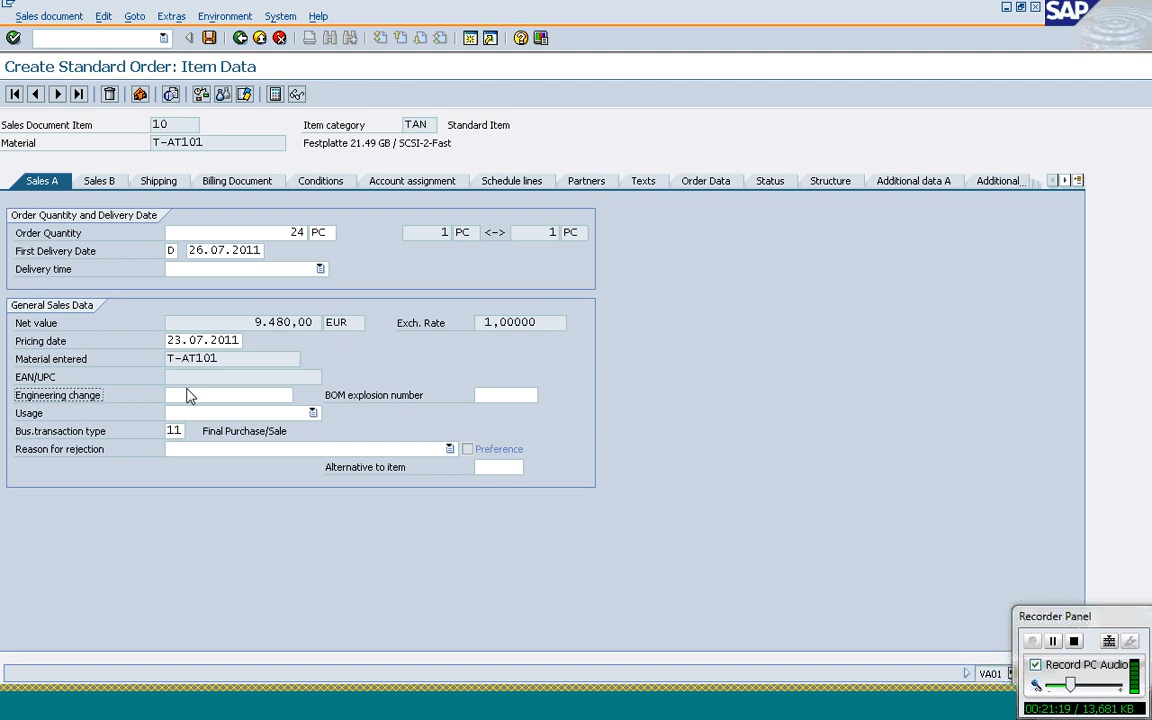 Sales document Edit Goto Extras Environment System Help
SAP
Create Standard Order: Item Data
Sales Document Item 10 Item category TAN Standard Item
Material T-AT101 Festplatte 21.49 GB / SCSI-2-Fast
Sales A Sales B Shipping Billing Document Conditions Account assignment Schedule lines Partners Texts Order Data Status Structure Additional data A Additional...
Order Quantity and Delivery Date
Order Quantity 24 PC 1 PC <-> 1 PC
First Delivery Date D 26.07.2011
Delivery time
General Sales Data
Net value 9.480,00 EUR Exch. Rate 1,00000
Pricing date 23.07.2011
Material entered T-AT101
EAN/UPC
Engineering change BOM explosion number
Usage
Bus.transaction type 11 Final Purchase/Sale
Reason for rejection Preference
Alternative to item
Recorder Panel
Record PC Audio
VA01
00:21:19 / 13,681 KB